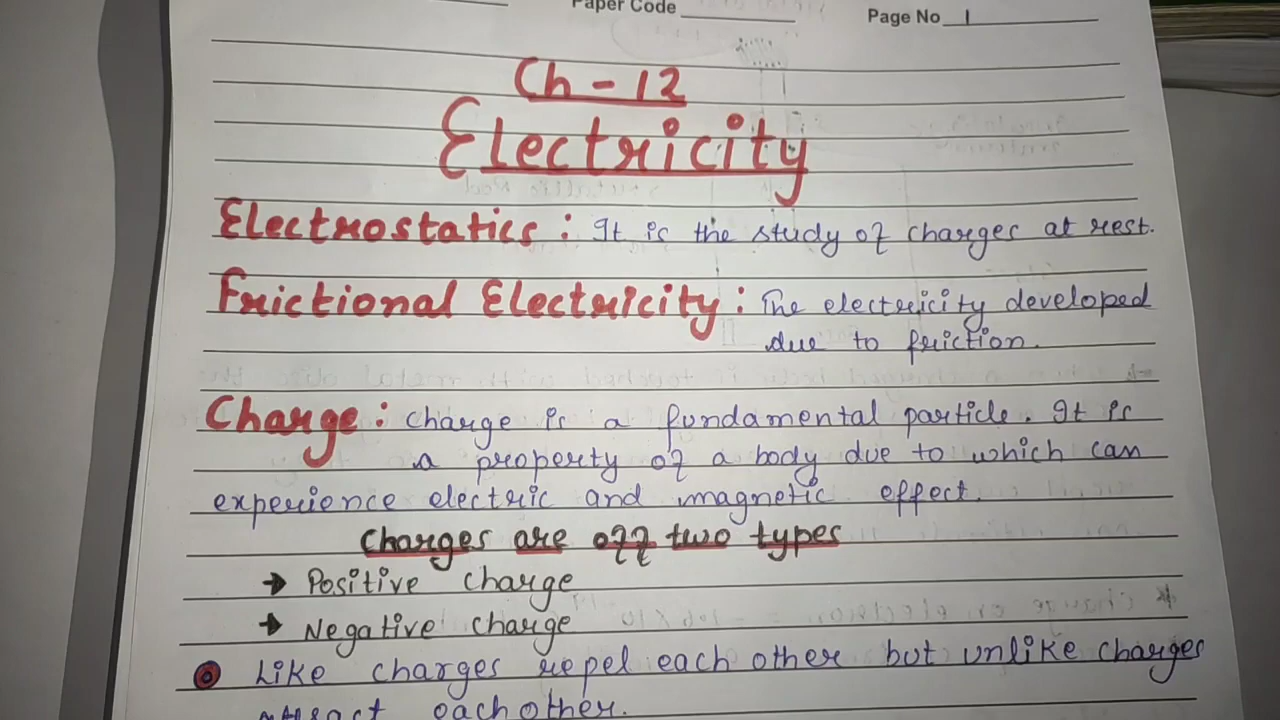 Paper Code
Page No 1
Ch - 12
Electricity
Electrostatics : It is the study of charges at rest.
Frictional Electricity : The electricity developed
due to friction.
Charge : Charge is a fundamental particle. It is
a property of a body due to which can
experience electric and magnetic effect.
Charges are off two types
→ Positive charge
→ Negative charge
Like charges repel each other but unlike charges
attract each other.